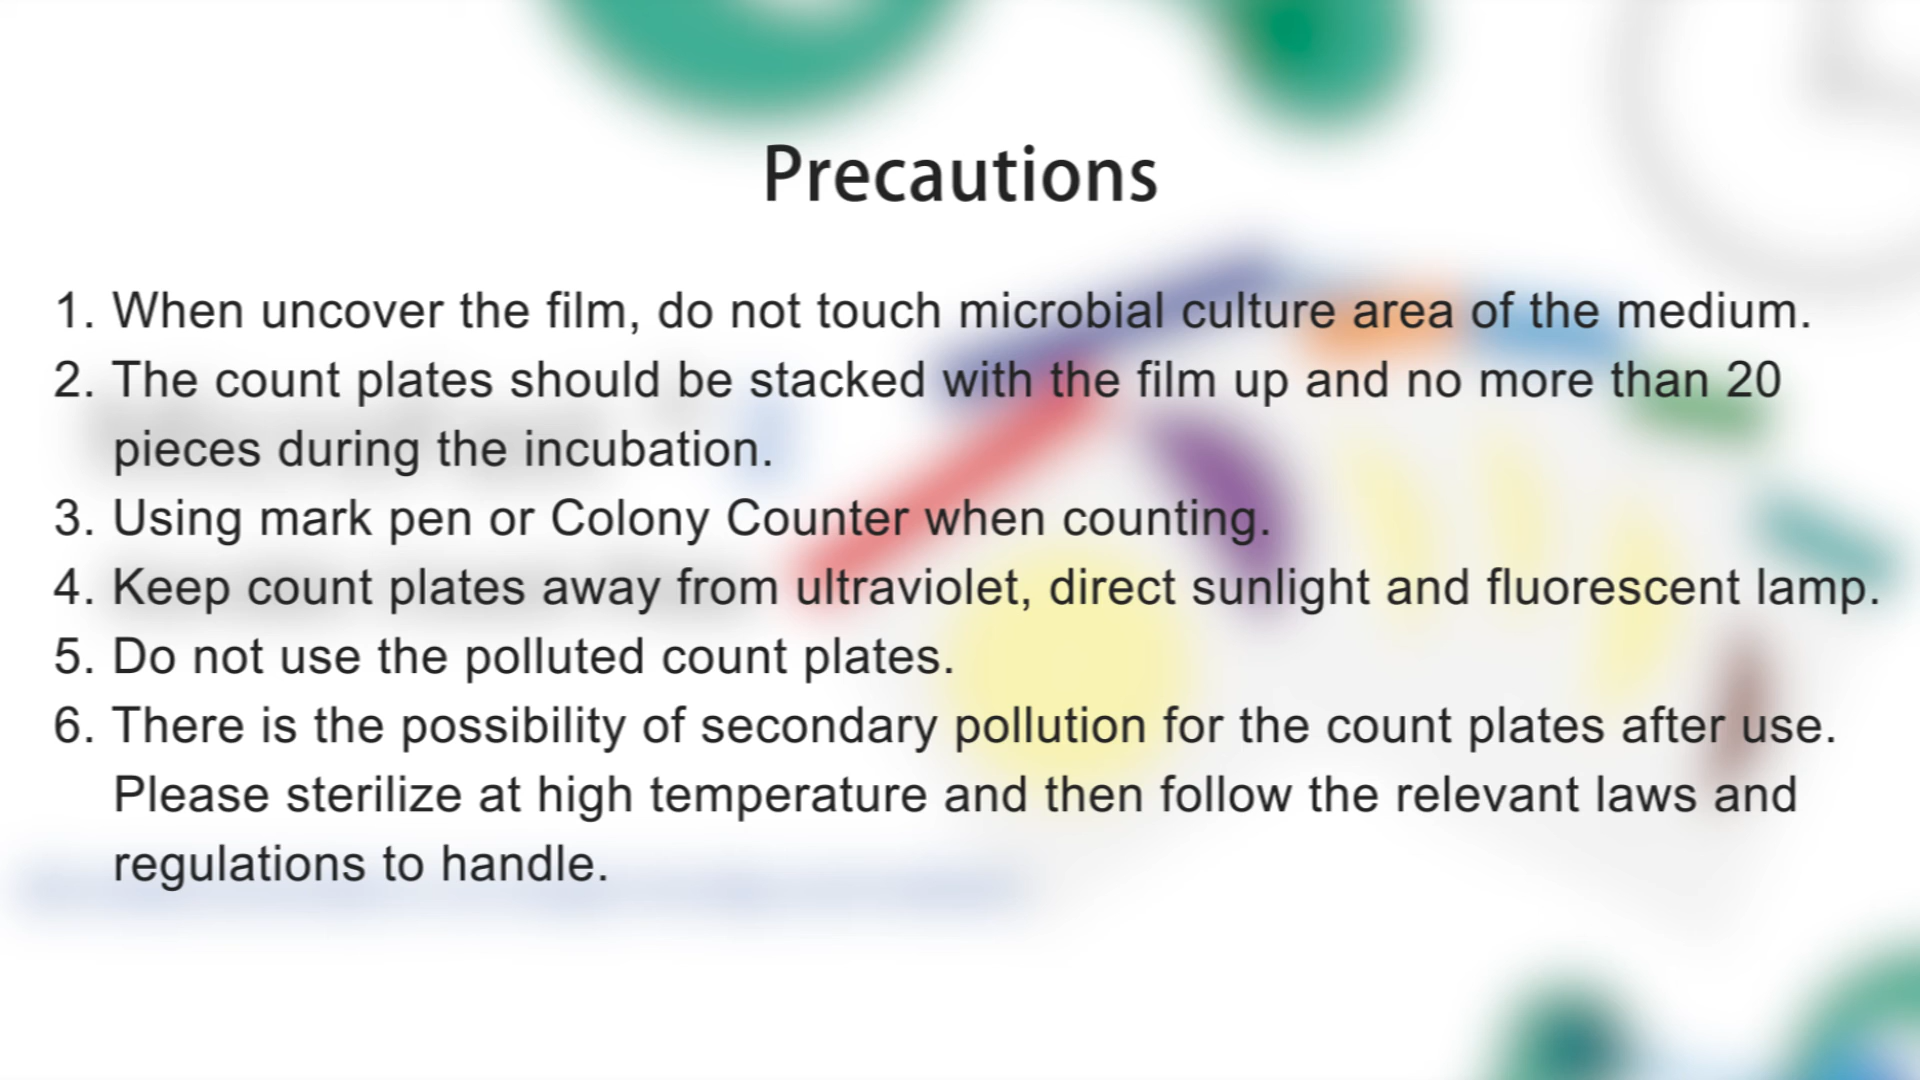 Precautions
1. When uncover the film, do not touch microbial culture area of the medium.
2. The count plates should be stacked with the film up and no more than 20
pieces during the incubation.
3. Using mark pen or Colony Counter when counting.
4. Keep count plates away from ultraviolet, direct sunlight and fluorescent lamp.
5. Do not use the polluted count plates.
6. There is the possibility of secondary pollution for the count plates after use.
Please sterilize at high temperature and then follow the relevant laws and
regulations to handle.